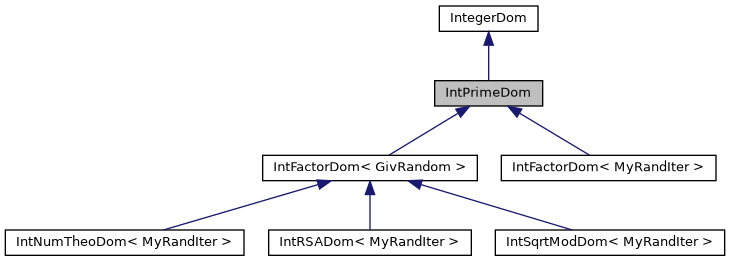 IntegerDom
IntPrimeDom
IntFactorDom< GivRandom >
IntFactorDom< MyRandIter >
IntNumTheoDom< MyRandIter >
IntRSADom< MyRandIter >
IntSqrtModDom< MyRandIter >